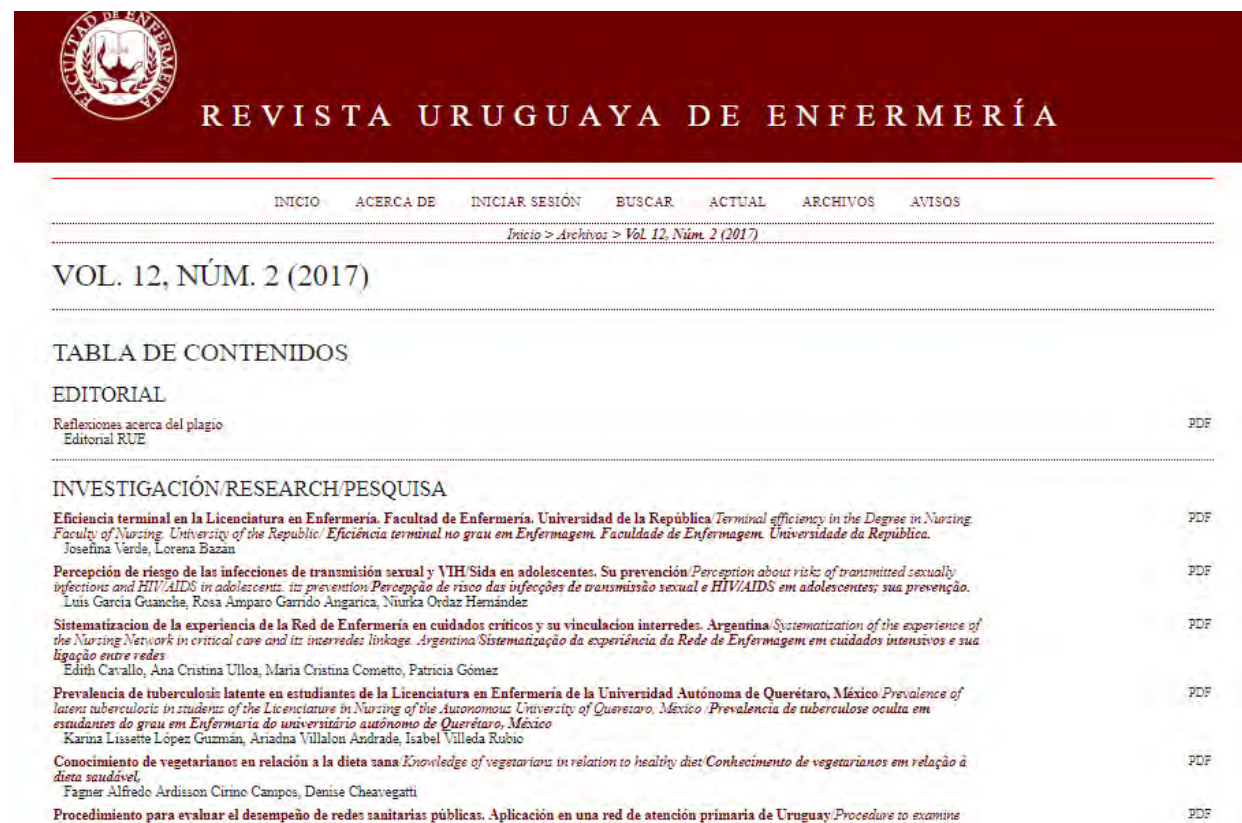 FACULTAD DE ENFERMERÍA
REVISTA URUGUAYA DE ENFERMERÍA
INICIO ACERCA DE INICIAR SESIÓN BUSCAR ACTUAL ARCHIVOS AVISOS
Inicio > Archivos > Vol. 12, Núm. 2 (2017)
VOL. 12, NÚM. 2 (2017)
TABLA DE CONTENIDOS
EDITORIAL
Reflexiones acerca del plagio PDF
Editorial RUE
INVESTIGACIÓN/RESEARCH/PESQUISA
Eficiencia terminal en la Licenciatura en Enfermería. Facultad de Enfermería. Universidad de la República/Terminal efficiency in the Degree in Nursing. PDF
Faculty of Nursing. University of the Republic/ Eficiência terminal no grau em Enfermagem. Faculdade de Enfermagem. Universidade da República.
Josefina Verde, Lorena Bazán
Percepción de riesgo de las infecciones de transmisión sexual y VIH/Sida en adolescentes. Su prevención/Perception about risks of transmitted sexually PDF
infections and HIV/AIDS in adolescents. its prevention/Percepção de risco das infecções de transmissão sexual e HIV/AIDS em adolescentes; sua prevenção.
Luis García Guanche, Rosa Amparo Garrido Angarica, Niurka Ordaz Hernández
Sistematizacion de la experiencia de la Red de Enfermería en cuidados críticos y su vinculacion interredes. Argentina/Systematization of the experience of PDF
the Nursing Network in critical care and its interredes linkage. Argentina/Sistematização da experiência da Rede de Enfermagem em cuidados intensivos e sua
ligação entre redes
Edith Cavallo, Ana Cristina Ulloa, Maria Cristina Cometto, Patricia Gómez
Prevalencia de tuberculosis latente en estudiantes de la Licenciatura en Enfermería de la Universidad Autónoma de Querétaro, México/Prevalence of PDF
latent tuberculosis in students of the Licenciature in Nursing of the Autonomous University of Queretaro, México /Prevalencia de tuberculose oculta em
estudantes do grau em Enfermaria do universitário autônomo de Querétaro, México
Karina Lissette López Guzmán, Ariadna Villalon Andrade, Isabel Villeda Rubio
Conocimiento de vegetarianos en relación a la dieta sana/Knowledge of vegetarians in relation to healthy diet/Conhecimento de vegetarianos em relação à PDF
dieta saudável,
Fagner Alfredo Ardisson Cirino Campos, Denise Cheavegatti
Procedimiento para evaluar el desempeño de redes sanitarias públicas. Aplicación en una red de atención primaria de Uruguay/Procedure to examine PDF